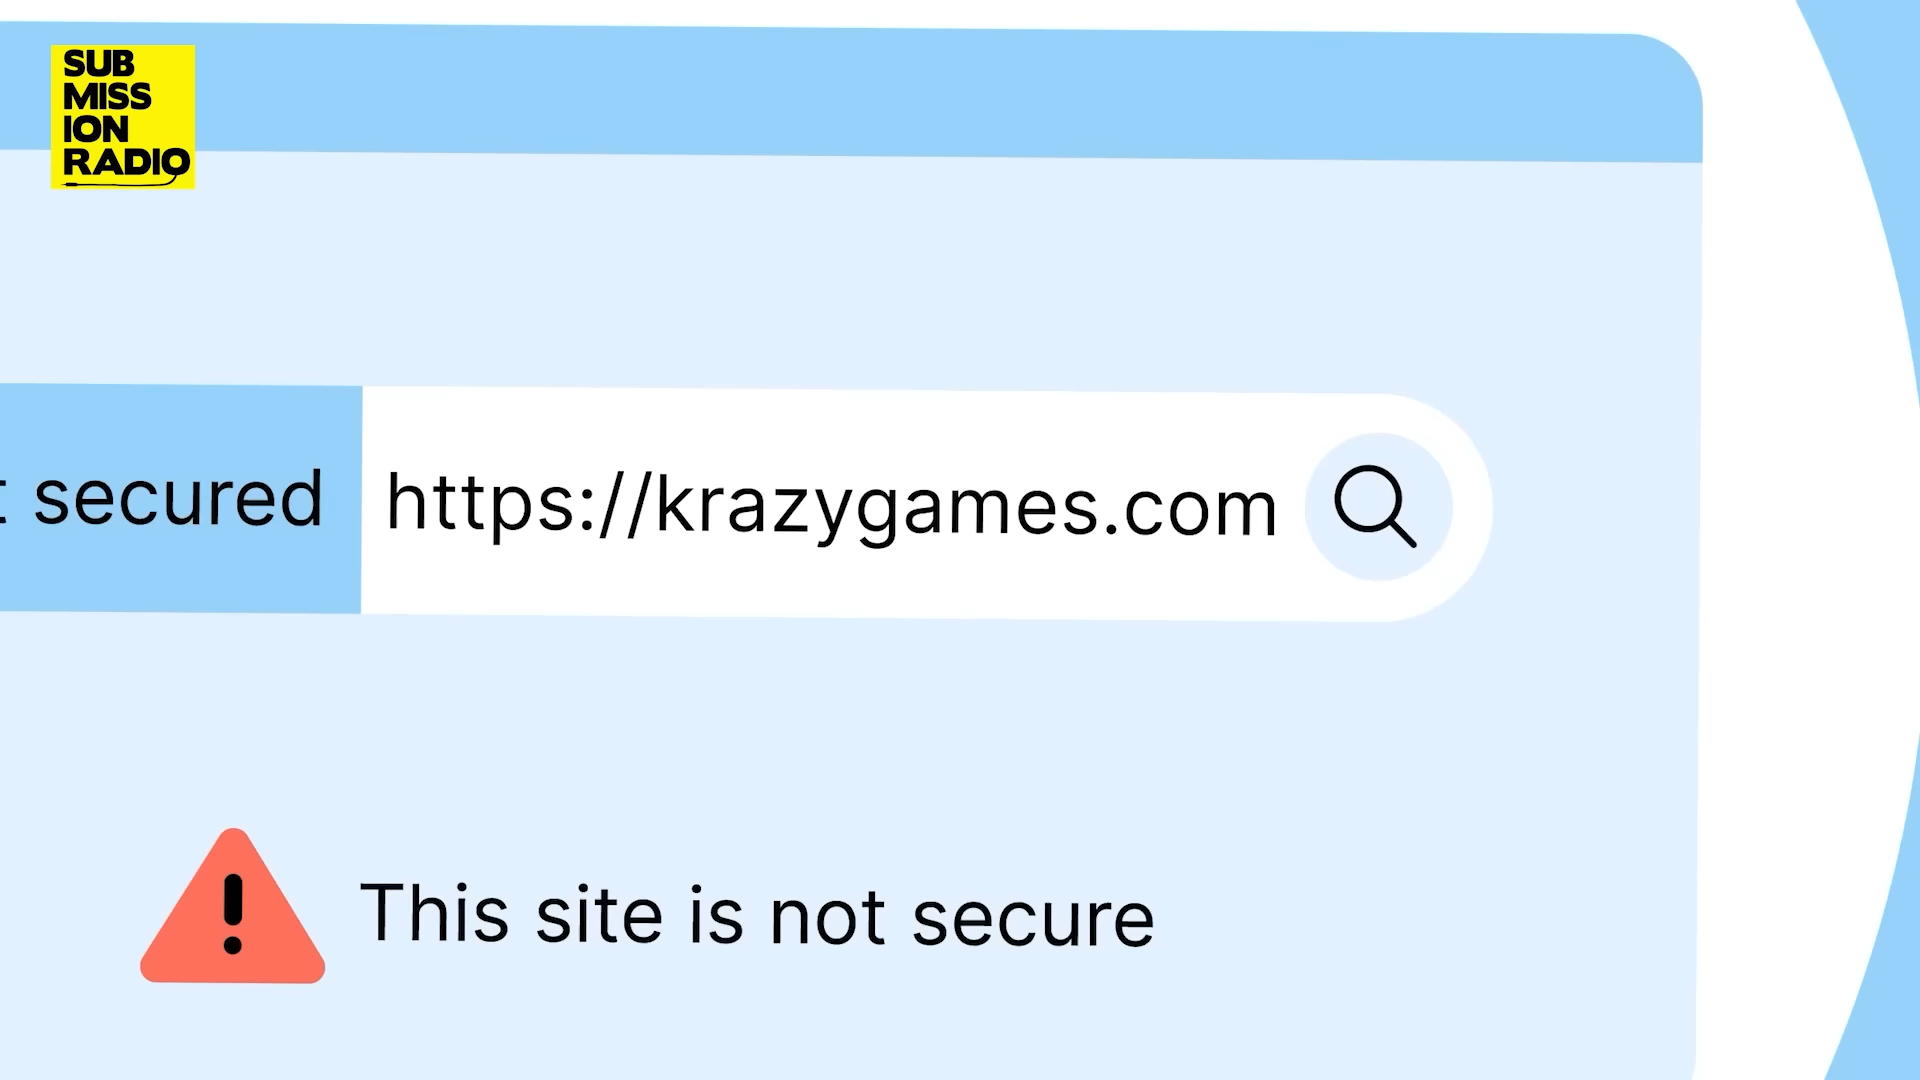 SUB
MISS
ION
RADIO
secured
https://krazygames.com
This site is not secure